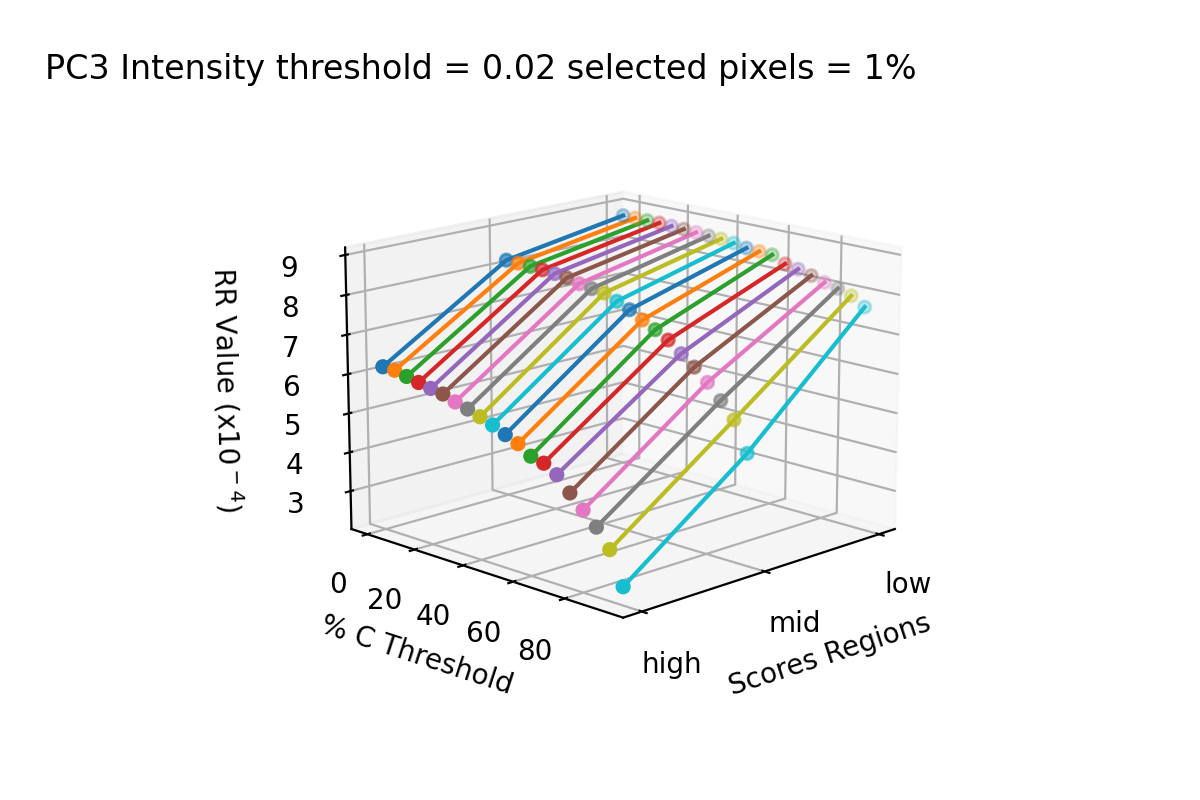 PC3 Intensity threshold = 0.02 selected pixels = 1%
9
8
7
6
5
4
3
RR Value (x10⁻⁴)
0
20
40
60
80
% C Threshold
high
mid
low
Scores Regions